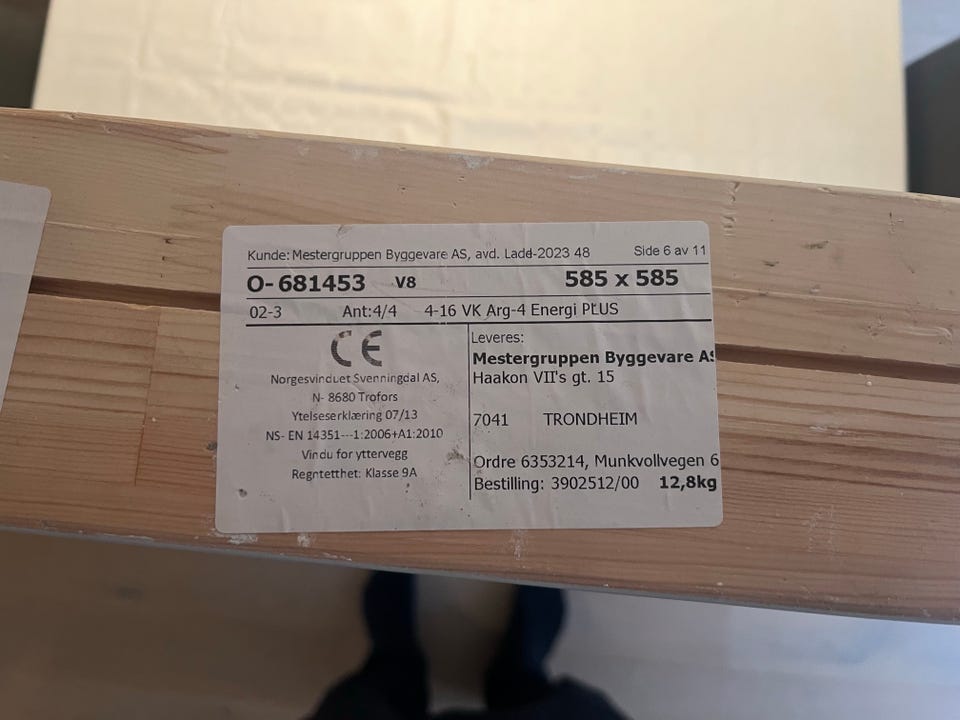 Kunde: Mestergruppen Byggevare AS, avd. Lade-2023 48 Side 6 av 11
O-681453 V8 585 x 585
02-3 Ant:4/4 4-16 VK Arg-4 Energi PLUS
CE
Norgesvinduet Svenningdal AS,
N- 8680 Trofors
Ytelseserklæring 07/13
NS- EN 14351---1:2006+A1:2010
Vindu for yttervegg
Regntetthet: Klasse 9A
Leveres:
Mestergruppen Byggevare AS
Haakon VII's gt. 15
7041 TRONDHEIM
Ordre 6353214, Munkvollvegen 6
Bestilling: 3902512/00 12,8kg